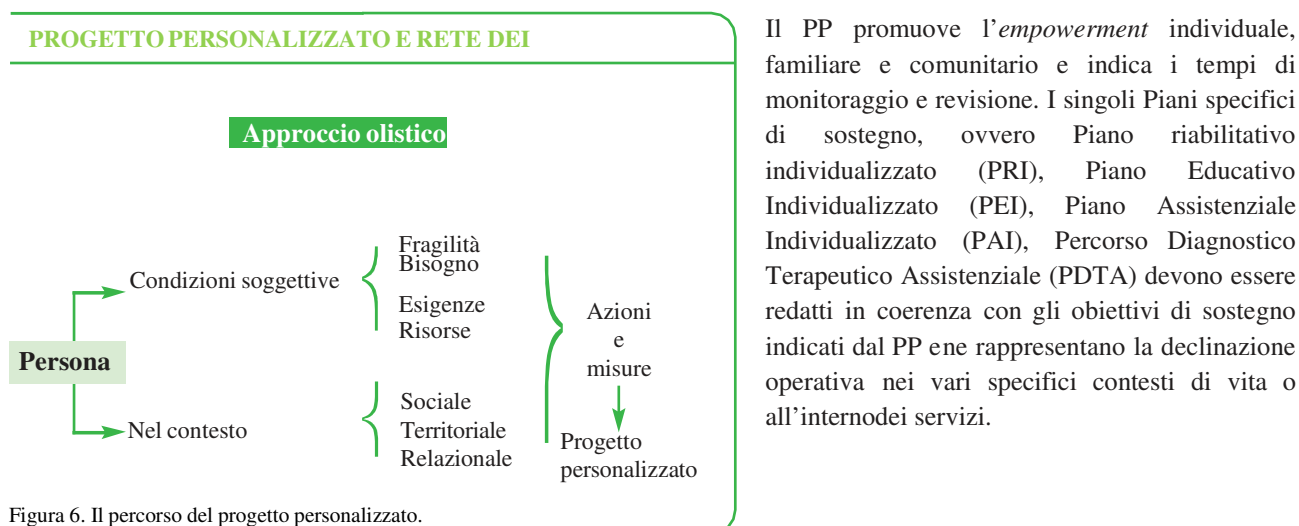 PROGETTO PERSONALIZZATO E RETE DEI
Approccio olistico
Persona
Condizioni soggettive
Fragilità
Bisogno
Esigenze
Risorse
Nel contesto
Sociale
Territoriale
Relazionale
Azioni
e
misure
Progetto
personalizzato
Figura 6. Il percorso del progetto personalizzato.
Il PP promuove l'empowerment individuale,
familiare e comunitario e indica i tempi di
monitoraggio e revisione. I singoli Piani specifici
di sostegno, ovvero Piano riabilitativo
individualizzato (PRI), Piano Educativo
Individualizzato (PEI), Piano Assistenziale
Individualizzato (PAI), Percorso Diagnostico
Terapeutico Assistenziale (PDTA) devono essere
redatti in coerenza con gli obiettivi di sostegno
indicati dal PP ene rappresentano la declinazione
operativa nei vari specifici contesti di vita o
all'internodei servizi.